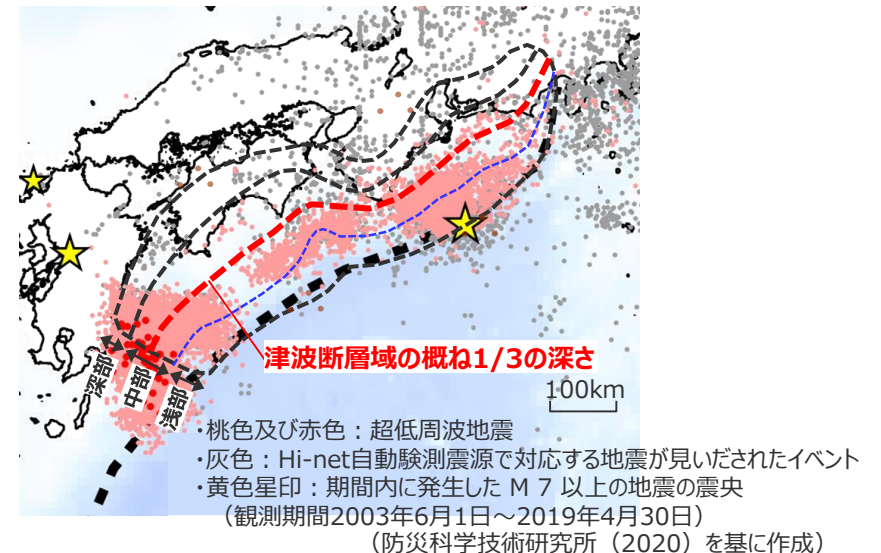 津波断層域の概ね1/3の深さ
深部
中部
浅部
100km
・桃色及び赤色：超低周波地震
・灰色：Hi-net自動験測震源で対応する地震が見いだされたイベント
・黄色星印：期間内に発生したM7以上の地震の震央
（観測期間2003年6月1日～2019年4月30日）
（防災科学技術研究所（2020）を基に作成）